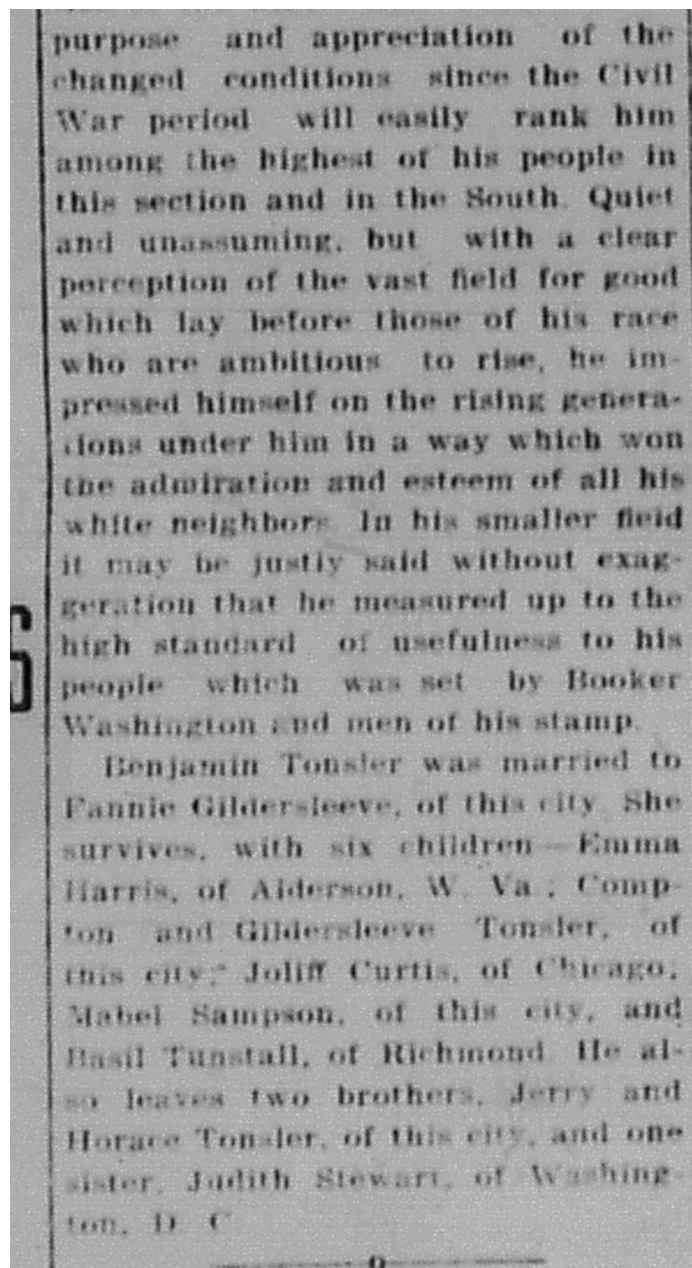 purpose and appreciation of the
changed conditions since the Civil
War period will easily rank him
among the highest of his people in
this section and in the South. Quiet
and unassuming, but with a clear
perception of the vast field for good
which lay before those of his race
who are ambitious to rise, he im-
pressed himself on the rising genera-
tions under him in a way which won
the admiration and esteem of all his
white neighbors. In his smaller field
it may be justly said without exag-
geration that he measured up to the
high standard of usefulness to his
people which was set by Booker
Washington and men of his stamp.
Benjamin Tonsler was married to
Fannie Gildersleeve, of this city. She
survives, with six children—Emma
Harris, of Alderson, W. Va.; Comp-
ton and Gildersleeve Tonsler, of
this city; Joliff Curtis, of Chicago;
Mabel Sampson, of this city, and
Basil Tunstall, of Richmond. He al-
so leaves two brothers, Jerry and
Horace Tonsler, of this city, and one
sister, Judith Stewart, of Washing-
ton, D. C.